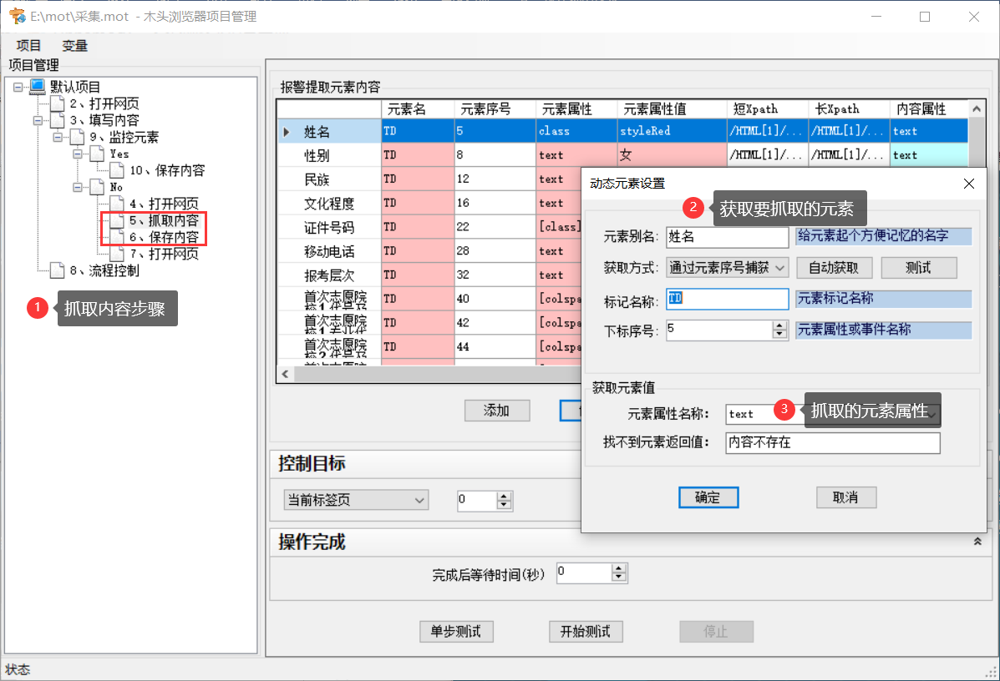 E:\mot\采集.mot - 木头浏览器项目管理
项目 变量
项目管理
默认项目
2、打开网页
3、填写内容
9、监控元素
Yes
10、保存内容
No
4、打开网页
5、抓取内容
6、保存内容
7、打开网页
8、流程控制
1 抓取内容步骤
报警提取元素内容
元素名 元素序号 元素属性 元素属性值 短Xpath 长Xpath 内容属性
姓名 TD 5 class styleRed /HTML[1]/... /HTML[1]/... text
性别 TD 8 text 女 /HTML[1]/... /HTML[1]/... text
民族 TD 12 text
文化程度 TD 16 text
证件号码 TD 22 [class]
移动电话 TD 28 text
报考层次 TD 32 text
首次志愿院 TD 40 [colspa
首次志愿院 TD 42 [colspa
首次志愿院 TD 44 [colspa
添加
动态元素设置
2 获取要抓取的元素
元素别名: 姓名 给元素起个方便记忆的名字
获取方式: 通过元素序号捕获 自动获取 测试
标记名称: TD 元素标记名称
下标序号: 5 元素属性或事件名称
获取元素值
元素属性名称: text 3 抓取的元素属性
找不到元素返回值: 内容不存在
确定 取消
控制目标
当前标签页 0
操作完成
完成后等待时间(秒) 0
单步测试 开始测试 停止
状态